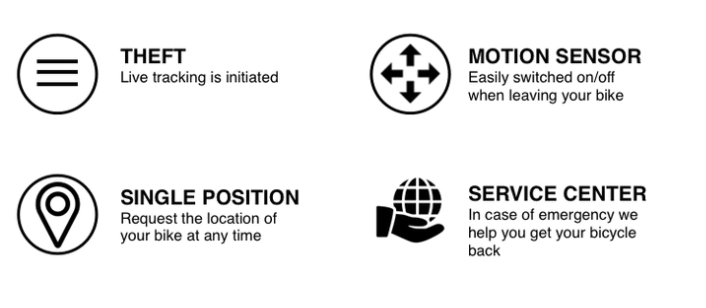 THEFT
Live tracking is initiated
MOTION SENSOR
Easily switched on/off
when leaving your bike
SINGLE POSITION
Request the location of
your bike at any time
SERVICE CENTER
In case of emergency we
help you get your bicycle
back